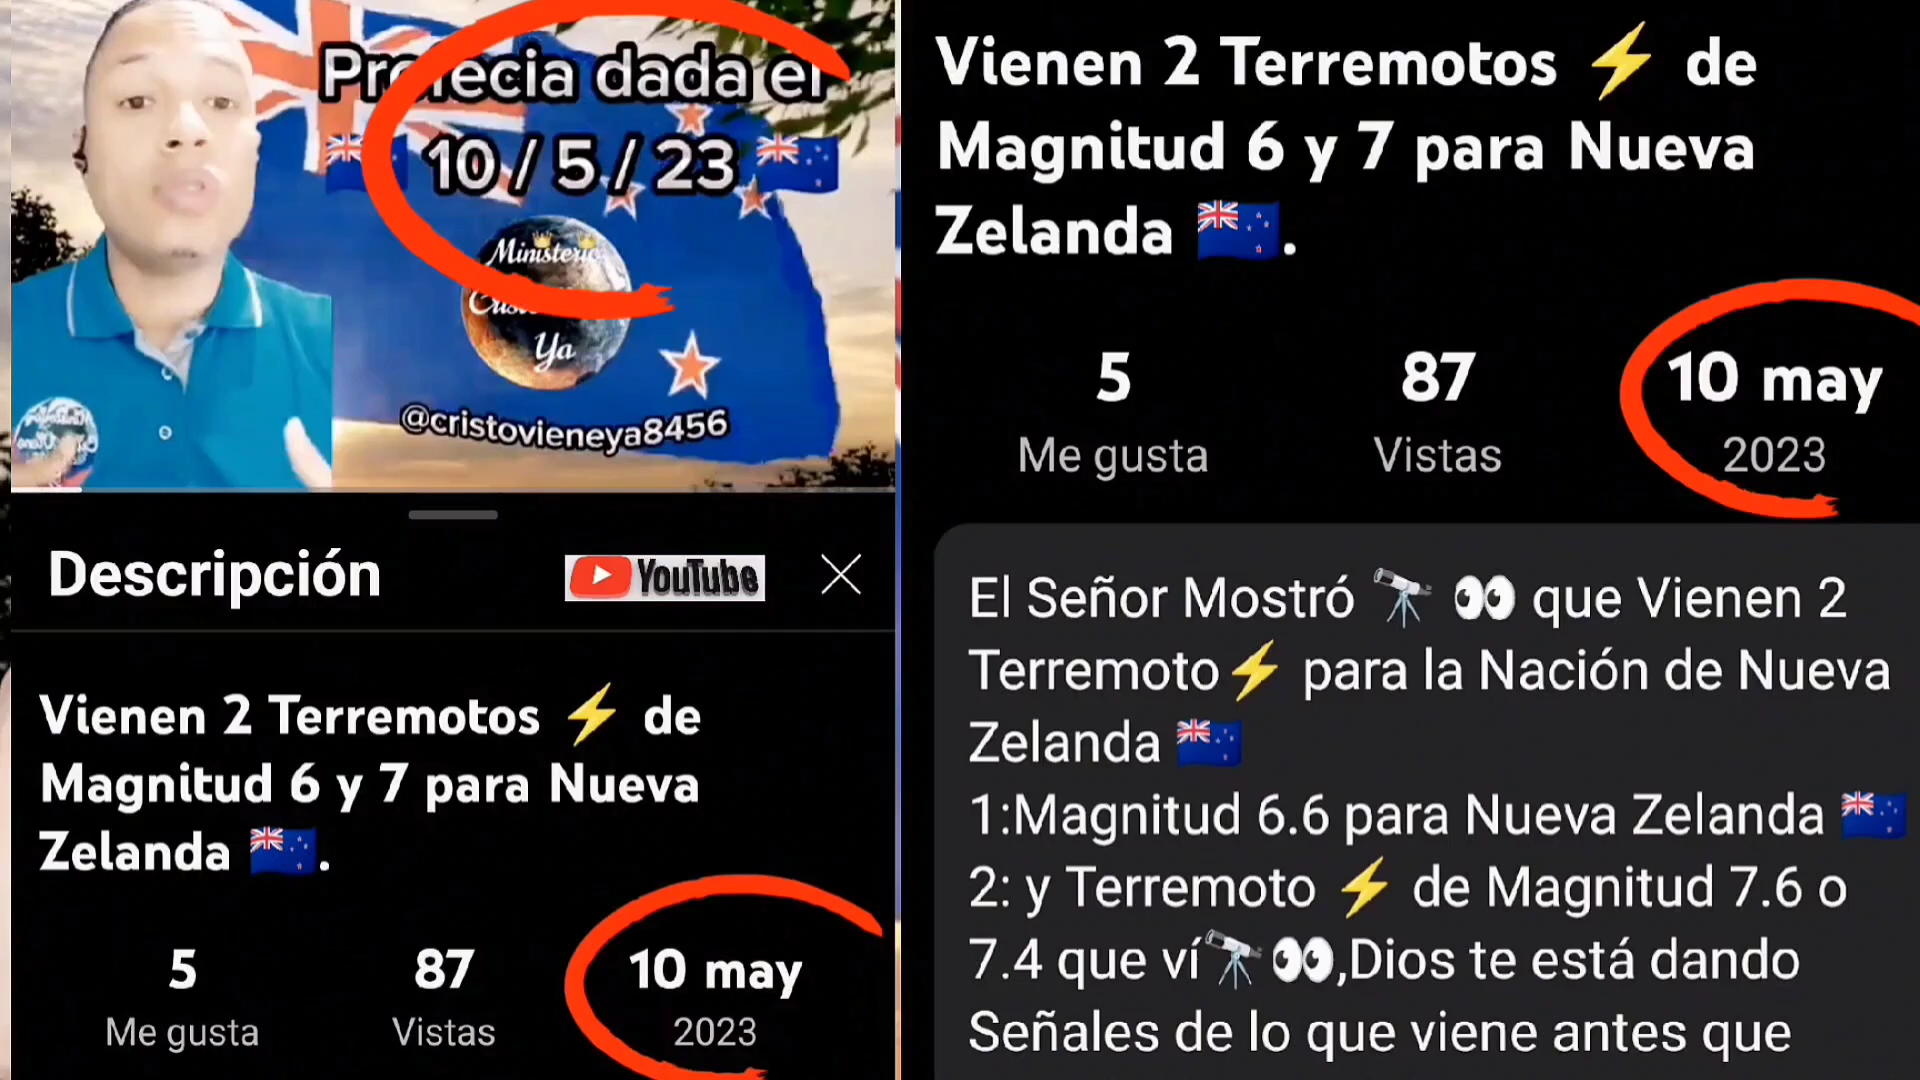 Profecia dada el
10 / 5 / 23
Ministerio
Cristo
Ya
@cristovieneya8456
Descripción
YouTube
Vienen 2 Terremotos ⚡ de
Magnitud 6 y 7 para Nueva
Zelanda 🇳🇿.
5
87
10 may
Me gusta
Vistas
2023
Vienen 2 Terremotos ⚡ de
Magnitud 6 y 7 para Nueva
Zelanda 🇳🇿.
5
87
10 may
Me gusta
Vistas
2023
El Señor Mostró 🔭 👀 que Vienen 2
Terremoto⚡ para la Nación de Nueva
Zelanda 🇳🇿
1:Magnitud 6.6 para Nueva Zelanda 🇳🇿
2: y Terremoto ⚡ de Magnitud 7.6 o
7.4 que ví🔭👀,Dios te está dando
Señales de lo que viene antes que